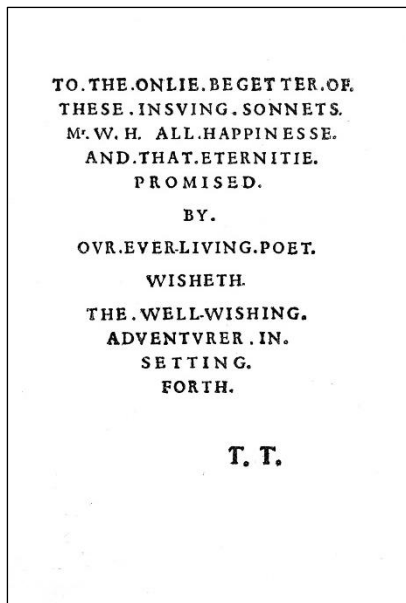 TO.THE.ONLIE.BEGETTER.OF.
THESE.INSVING.SONNETS.
Mr.W.H. ALL.HAPPINESSE.
AND.THAT.ETERNITIE.
PROMISED.
BY.
OVR.EVER-LIVING.POET.
WISHETH.
THE.WELL-WISHING.
ADVENTVRER.IN.
SETTING.
FORTH.
T. T.